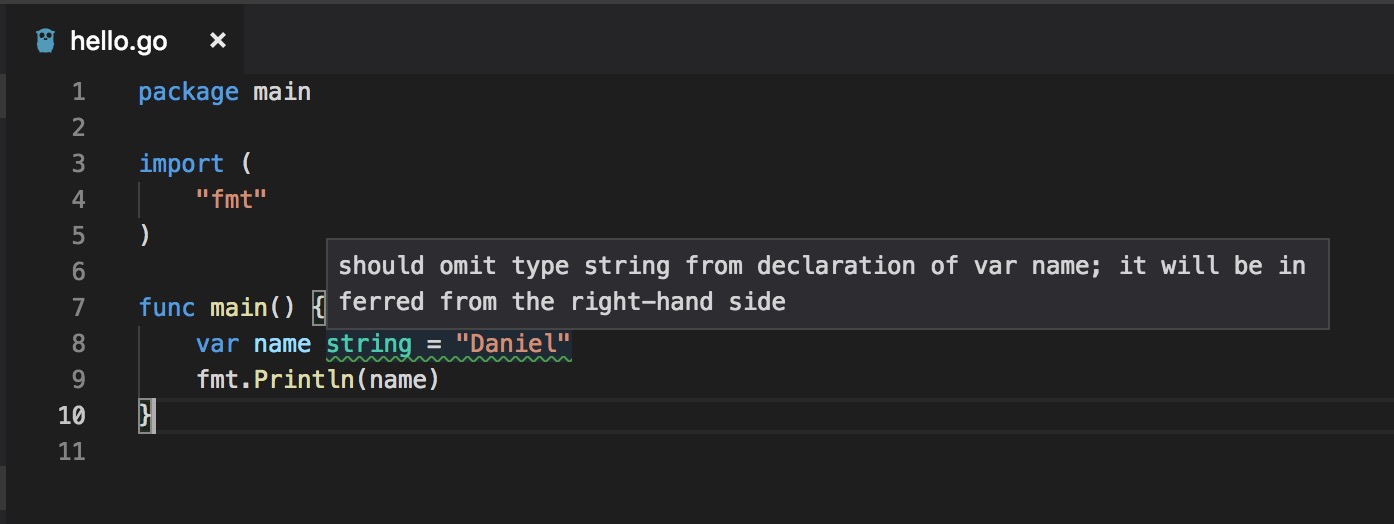 hello.go ×
1 package main
2
3 import (
4     "fmt"
5 )
6
should omit type string from declaration of var name; it will be in
ferred from the right-hand side
7 func main() {
8     var name string = "Daniel"
9     fmt.Println(name)
10 }
11